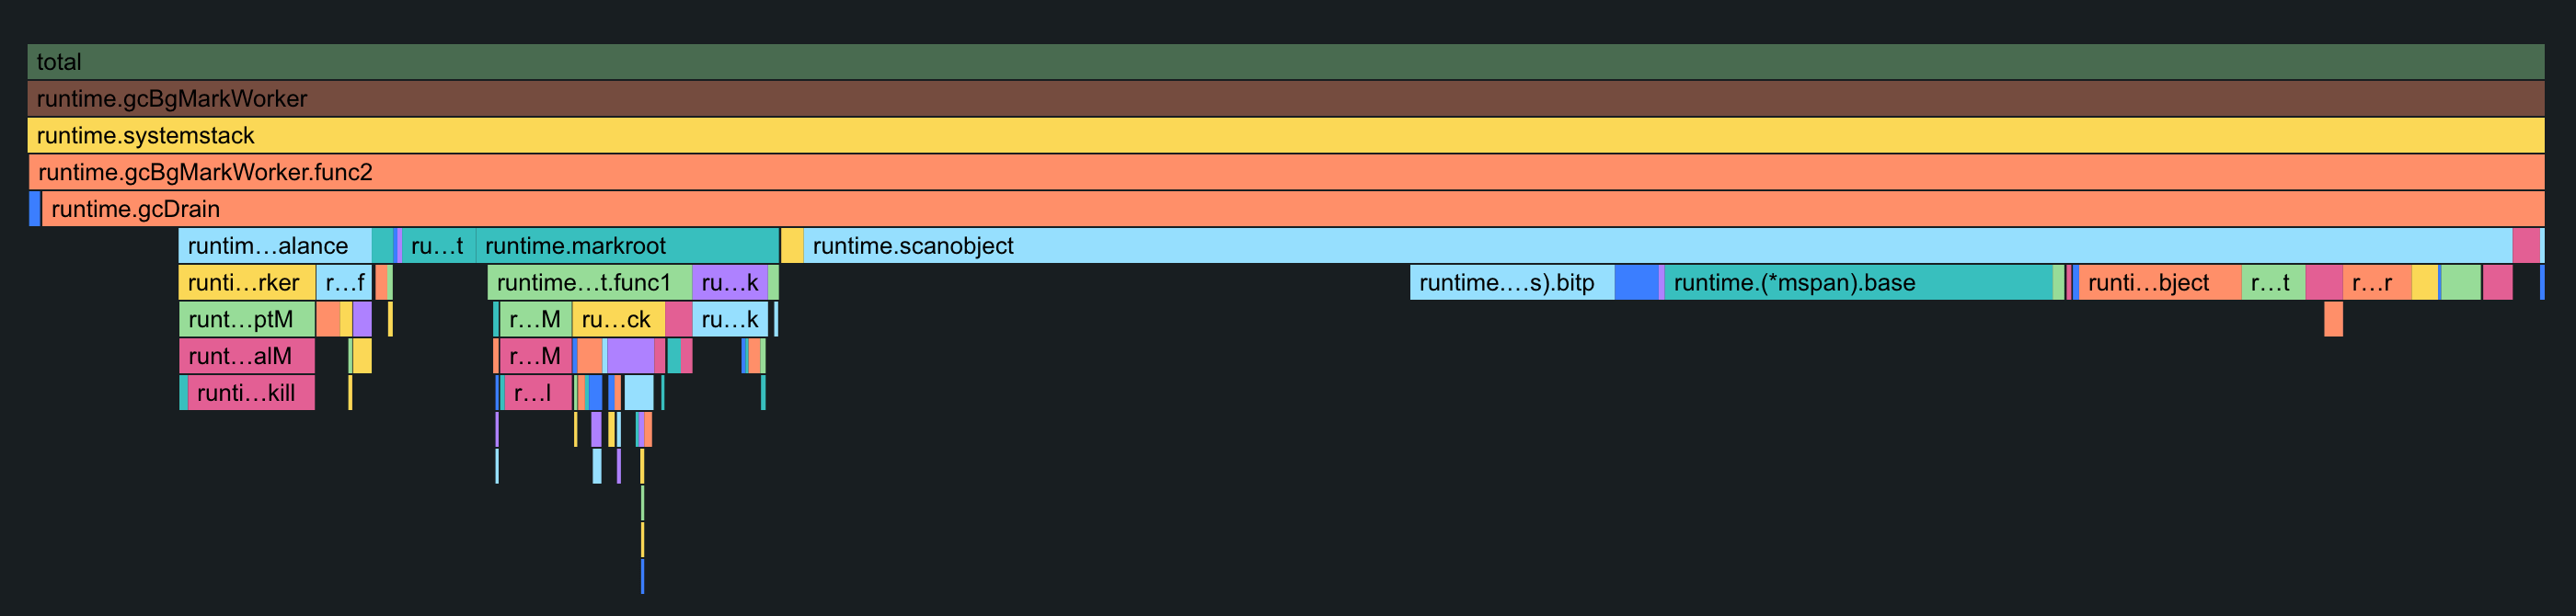 total
runtime.gcBgMarkWorker
runtime.systemstack
runtime.gcBgMarkWorker.func2
runtime.gcDrain
runtim…alance ru…t runtime.markroot runtime.scanobject
runti…rker r…f runtime…t.func1 ru…k runtime.…s).bitp runtime.(*mspan).base runti…bject r…t r…r
runt…ptM r…M ru…ck ru…k
runt…alM r…M
runti…kill r…l